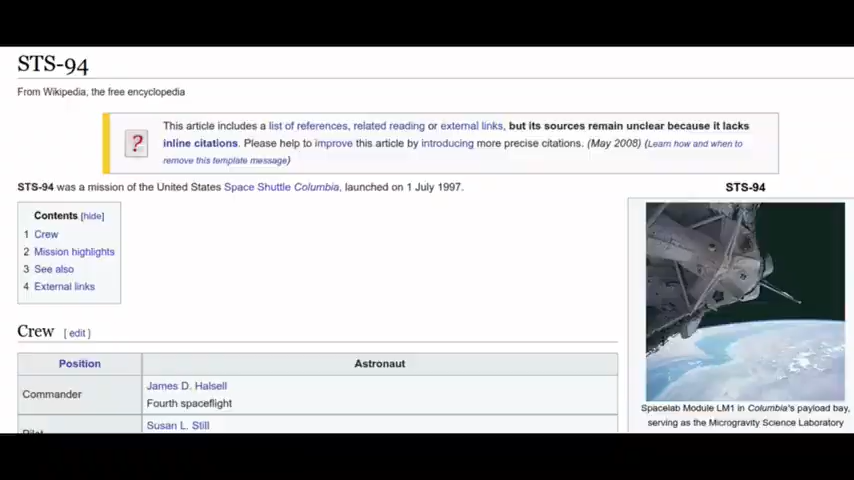 STS-94
From Wikipedia, the free encyclopedia
This article includes a list of references, related reading or external links, but its sources remain unclear because it lacks
inline citations. Please help to improve this article by introducing more precise citations. (May 2008) (Learn how and when to
remove this template message)
STS-94 was a mission of the United States Space Shuttle Columbia, launched on 1 July 1997.
Contents [hide]
1 Crew
2 Mission highlights
3 See also
4 External links
Crew [ edit ]
Position Astronaut
Commander James D. Halsell
Fourth spaceflight
Pilot Susan L. Still
STS-94
Spacelab Module LM1 in Columbia's payload bay,
serving as the Microgravity Science Laboratory